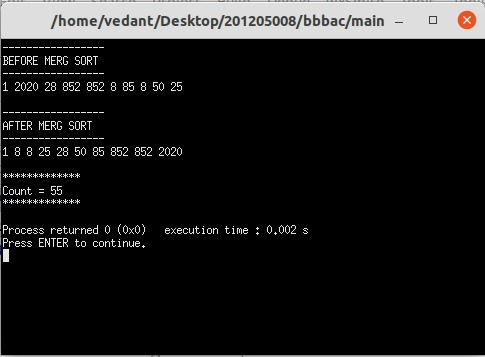 /home/vedant/Desktop/201205008/bbbac/main
-----------------
BEFORE MERG SORT
-----------------
1 2020 28 852 852 8 85 8 50 25
-----------------
AFTER MERG SORT
-----------------
1 8 8 25 28 50 85 852 852 2020
*************
Count = 55
*************
Process returned 0 (0x0)   execution time : 0.002 s
Press ENTER to continue.